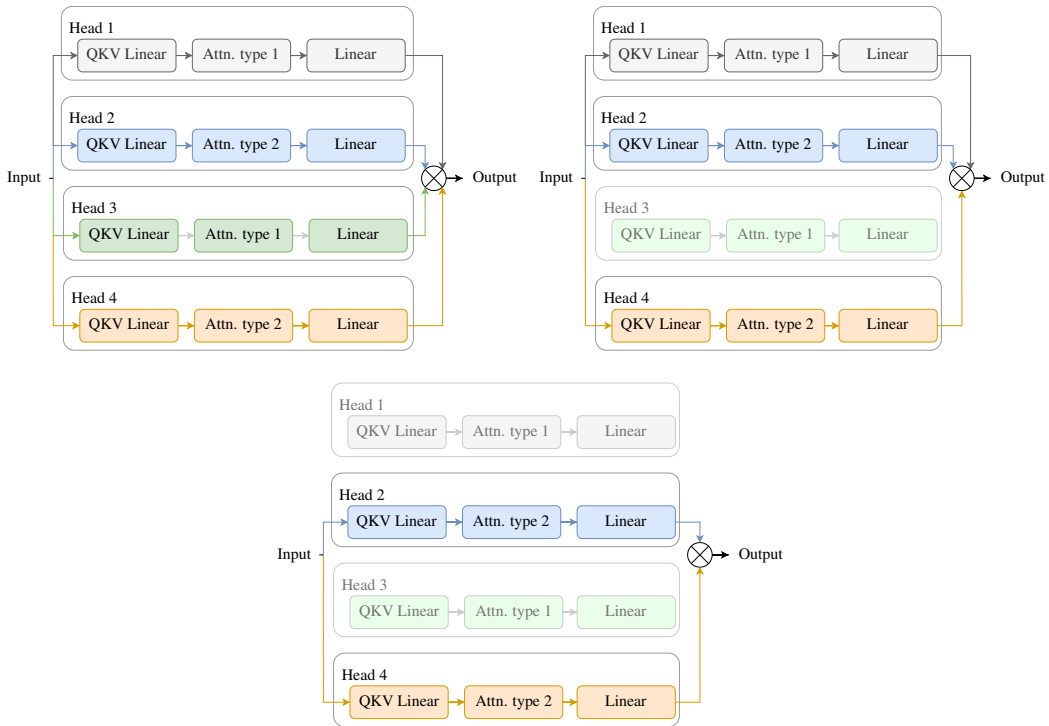 Head 1
QKV Linear Attn. type 1 Linear
Head 2
QKV Linear Attn. type 2 Linear
Input
Output
Head 3
QKV Linear Attn. type 1 Linear
Head 4
QKV Linear Attn. type 2 Linear
Head 1
QKV Linear Attn. type 1 Linear
Head 2
QKV Linear Attn. type 2 Linear
Input
Output
Head 3
QKV Linear Attn. type 1 Linear
Head 4
QKV Linear Attn. type 2 Linear
Head 1
QKV Linear Attn. type 1 Linear
Head 2
QKV Linear Attn. type 2 Linear
Input
Output
Head 3
QKV Linear Attn. type 1 Linear
Head 4
QKV Linear Attn. type 2 Linear